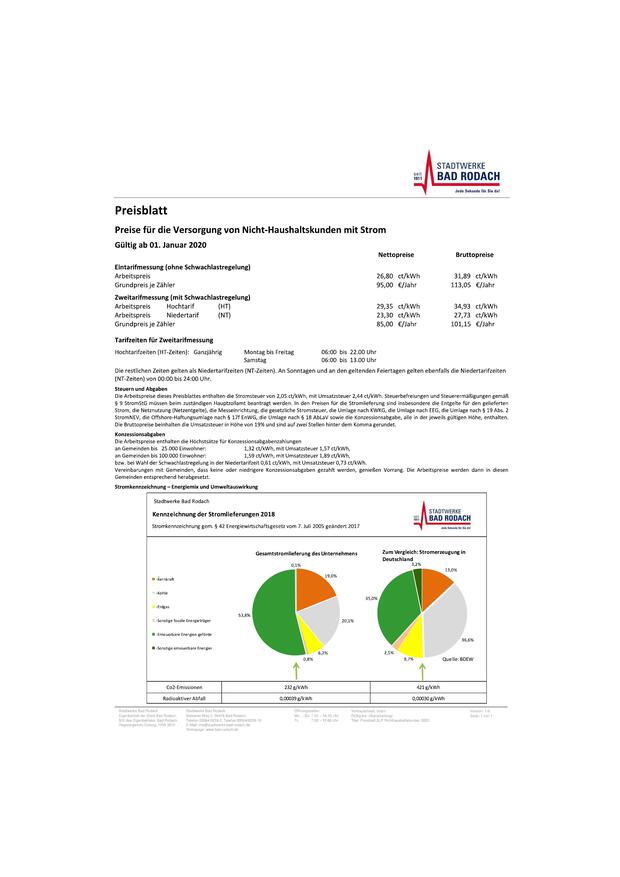 seit 1911
STADTWERKE
BAD RODACH
Jede Sekunde für Sie da!
Preisblatt
Preise für die Versorgung von Nicht-Haushaltskunden mit Strom
Gültig ab 01. Januar 2020
Nettopreise Bruttopreise
Eintarifmessung (ohne Schwachlastregelung)
Arbeitspreis 26,80 ct/kWh 31,89 ct/kWh
Grundpreis je Zähler 95,00 €/Jahr 113,05 €/Jahr
Zweitarifmessung (mit Schwachlastregelung)
Arbeitspreis Hochtarif (HT) 29,35 ct/kWh 34,93 ct/kWh
Arbeitspreis Niedertarif (NT) 23,30 ct/kWh 27,73 ct/kWh
Grundpreis je Zähler 85,00 €/Jahr 101,15 €/Jahr
Tarifzeiten für Zweitarifmessung
Hochtarifzeiten (HT-Zeiten): Ganzjährig Montag bis Freitag 06:00 bis 22.00 Uhr
Samstag 06:00 bis 13.00 Uhr
Die restlichen Zeiten gelten als Niedertarifzeiten (NT-Zeiten). An Sonntagen und an den geltenden Feiertagen gelten ebenfalls die Niedertarifzeiten
(NT-Zeiten) von 00:00 bis 24:00 Uhr.
Steuern und Abgaben
Die Arbeitspreise dieses Preisblattes enthalten die Stromsteuer von 2,05 ct/kWh, mit Umsatzsteuer 2,44 ct/kWh. Steuerbefreiungen und Steuerermäßigungen gemäß
§ 9 StromStG müssen beim zuständigen Hauptzollamt beantragt werden. In den Preisen für die Stromlieferung sind insbesondere die Entgelte für den gelieferten
Strom, die Netznutzung (Netzentgelte), die Messeinrichtung, die gesetzliche Stromsteuer, die Umlage nach KWKG, die Umlage nach EEG, die Umlage nach § 19 Abs. 2
StromNEV, die Offshore-Haftungsumlage nach § 17f EnWG, die Umlage nach § 18 AbLaV sowie die Konzessionsabgabe, alle in der jeweils gültigen Höhe, enthalten.
Die Bruttopreise beinhalten die Umsatzsteuer in Höhe von 19% und sind auf zwei Stellen hinter dem Komma gerundet.
Konzessionsabgaben
Die Arbeitspreise enthalten die Höchstsätze für Konzessionsabgabenzahlungen
an Gemeinden bis 25.000 Einwohner: 1,32 ct/kWh, mit Umsatzsteuer 1,57 ct/kWh,
an Gemeinden bis 100.000 Einwohner: 1,59 ct/kWh, mit Umsatzsteuer 1,89 ct/kWh,
bzw. bei Wahl der Schwachlastregelung in der Niedertarifzeit 0,61 ct/kWh, mit Umsatzsteuer 0,73 ct/kWh.
Vereinbarungen mit Gemeinden, dass keine oder niedrigere Konzessionsabgaben gezahlt werden, genießen Vorrang. Die Arbeitspreise werden dann in diesen
Gemeinden entsprechend herabgesetzt.
Stromkennzeichnung – Energiemix und Umweltauswirkung
Stadtwerke Bad Rodach
Kennzeichnung der Stromlieferungen 2018
Stromkennzeichnung gem. § 42 Energiewirtschaftsgesetz vom 7. Juli 2005 geändert 2017
seit 1911
STADTWERKE
BAD RODACH
Jede Sekunde für Sie da!
Gesamtstromlieferung des Unternehmens
Zum Vergleich: Stromerzeugung in
Deutschland
0,1%
19,0%
20,1%
6,2%
0,8%
53,8%
3,2%
13,0%
36,6%
9,7%
2,5%
35,0%
Kernkraft
Kohle
Erdgas
Sonstige fossile Energieträger
Erneuerbare Energien geförde
Sonstige erneuerbare Energien
Quelle: BDEW
Co2-Emissionen 232 g/kWh 421 g/kWh
Radioaktiver Abfall 0,00039 g/kWh 0,00030 g/kWh
Stadtwerke Bad Rodach
Stadtwerke Bad Rodach
Öffnungszeiten